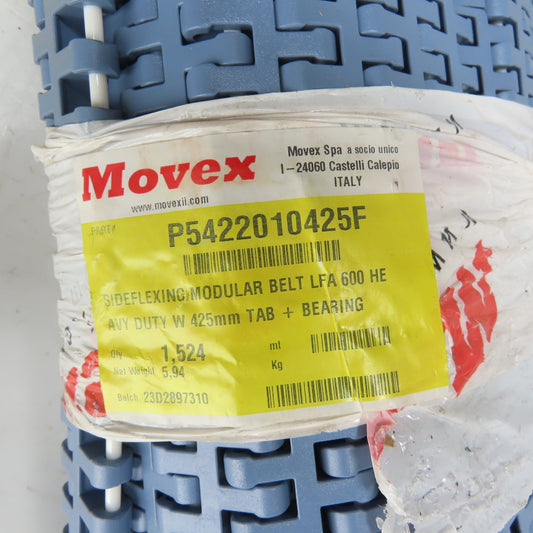 Movex
www.movexii.com
Movex Spa a socio unico
I-24060 Castelli Calepio
ITALY
P5422010425F
SIDEFLEXING MODULAR BELT LFA 600 HE
AVY DUTY W 425mm TAB + BEARING
Qty 1,524 mt
Net Weight 5,94 Kg
Batch 23D2897310